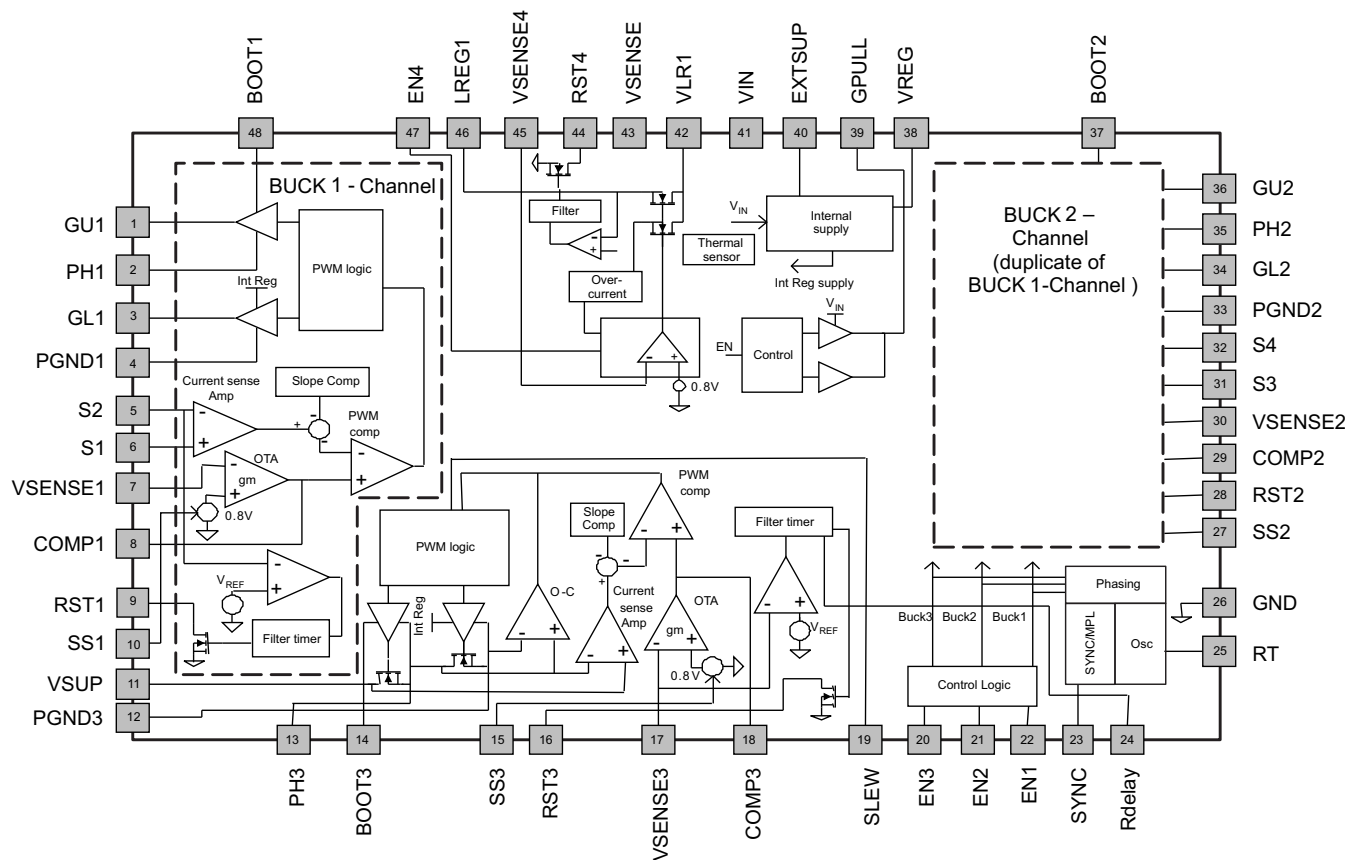 BOOT1
EN4
LREG1
VSENSE4
RST4
VSENSE
VLR1
VIN
EXTSUP
GPULL
VREG
BOOT2
48
47
46
45
44
43
42
41
40
39
38
37
GU1
1
PH1
2
GL1
3
PGND1
4
S2
5
S1
6
VSENSE1
7
COMP1
8
RST1
9
SS1
10
VSUP
11
PGND3
12
BUCK 1 - Channel
PWM logic
Int Reg
Current sense
Amp
Slope Comp
-
+
+
-
-
PWM
comp
-
+
OTA
-
gm
+
0.8V
-
+
VREF
Filter timer
Filter
-
+
Over-
current
-
+
0.8V
VIN
Internal
supply
Thermal
sensor
Int Reg supply
VIN
EN
Control
BUCK 2 –
Channel
(duplicate of
BUCK 1-Channel )
36
GU2
35
PH2
34
GL2
33
PGND2
32
S4
31
S3
30
VSENSE2
29
COMP2
28
RST2
27
SS2
26
GND
25
RT
PWM logic
Int Reg
O-C
-
+
Slope
Comp
-
+
-
Current
sense
Amp
-
+
PWM
comp
-
+
OTA
gm
-
+
0.8V
Filter timer
-
+
VREF
Buck3
Buck2
Buck1
Control Logic
Phasing
SYNC/MPL
Osc
13
14
15
16
17
18
19
20
21
22
23
24
PH3
BOOT3
SS3
RST3
VSENSE3
COMP3
SLEW
EN3
EN2
EN1
SYNC
Rdelay